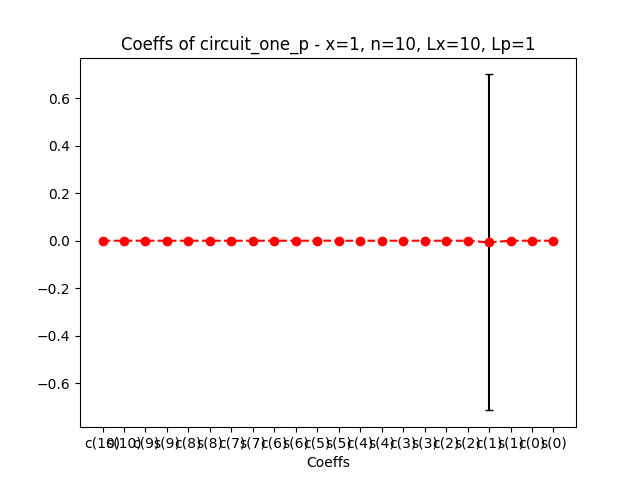 Coeffs of circuit_one_p - x=1, n=10, Lx=10, Lp=1
0.6
0.4
0.2
0.0
−0.2
−0.4
−0.6
c(10) s(10) c(9) s(9) c(8) s(8) c(7) s(7) c(6) s(6) c(5) s(5) c(4) s(4) c(3) s(3) c(2) s(2) c(1) s(1) c(0) s(0)
Coeffs